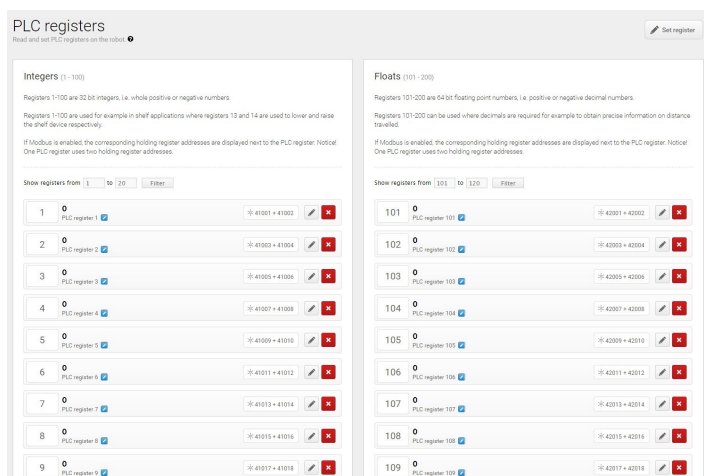 PLC registers
Read and set PLC registers on the robot. ?
Set register
Integers (1 - 100)
Registers 1-100 are 32 bit integers, i.e. whole positive or negative numbers.
Registers 1-100 are used for example in shelf applications where registers 13 and 14 are used to lower and raise
the shelf device respectively.
If Modbus is enabled, the corresponding holding register addresses are displayed next to the PLC register. Notice!
One PLC register uses two holding register addresses.
Show registers from 1 to 20 Filter
1 0 41001 + 41002
PLC register 1
2 0 41003 + 41004
PLC register 2
3 0 41005 + 41006
PLC register 3
4 0 41007 + 41008
PLC register 4
5 0 41009 + 41010
PLC register 5
6 0 41011 + 41012
PLC register 6
7 0 41013 + 41014
PLC register 7
8 0 41015 + 41016
PLC register 8
9 0 41017 + 41018
PLC register 9
Floats (101 - 200)
Registers 101-200 are 64 bit floating point numbers, i.e. positive or negative decimal numbers.
Registers 101-200 can be used where decimals are required for example to obtain precise information on distance
travelled.
If Modbus is enabled, the corresponding holding register addresses are displayed next to the PLC register. Notice!
One PLC register uses two holding register addresses.
Show registers from 101 to 120 Filter
101 0 42001 + 42002
PLC register 101
102 0 42003 + 42004
PLC register 102
103 0 42005 + 42006
PLC register 103
104 0 42007 + 42008
PLC register 104
105 0 42009 + 42010
PLC register 105
106 0 42011 + 42012
PLC register 106
107 0 42013 + 42014
PLC register 107
108 0 42015 + 42016
PLC register 108
109 0 42017 + 42018
PLC register 109